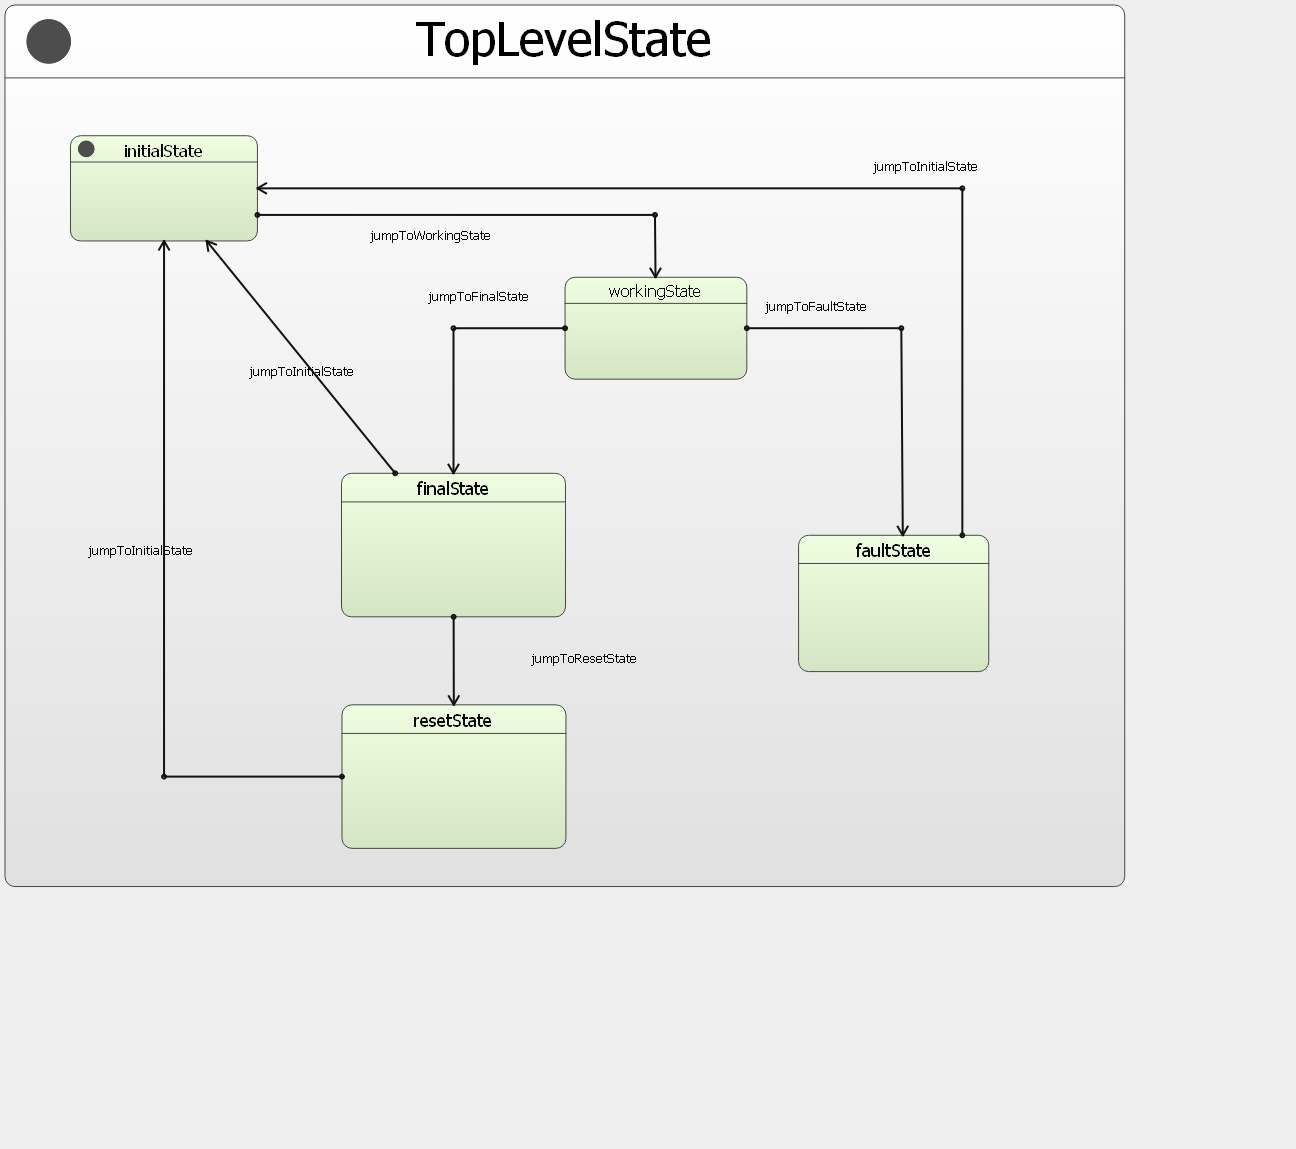 TopLevelState
initialState
jumpToInitialState
jumpToWorkingState
workingState
jumpToFinalState
jumpToFaultState
jumpToInitialState
finalState
jumpToInitialState
faultState
jumpToResetState
resetState